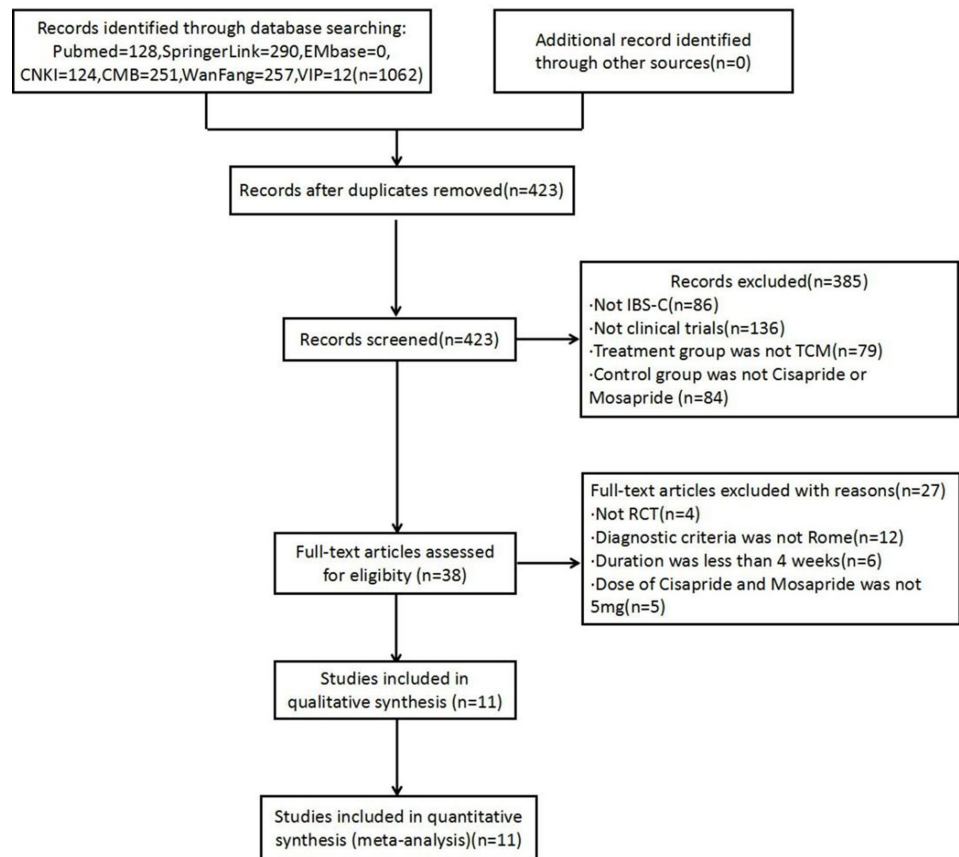 Records identified through database searching:
Pubmed=128,SpringerLink=290,EMbase=0,
CNKI=124,CMB=251,WanFang=257,VIP=12(n=1062)
Additional record identified
through other sources(n=0)
Records after duplicates removed(n=423)
Records excluded(n=385)
·Not IBS-C(n=86)
·Not clinical trials(n=136)
·Treatment group was not TCM(n=79)
·Control group was not Cisapride or
Mosapride (n=84)
Records screened(n=423)
Full-text articles excluded with reasons(n=27)
·Not RCT(n=4)
·Diagnostic criteria was not Rome(n=12)
·Duration was less than 4 weeks(n=6)
·Dose of Cisapride and Mosapride was not
5mg(n=5)
Full-text articles assessed
for eligibity (n=38)
Studies included in
qualitative synthesis (n=11)
Studies included in quantitative
synthesis (meta-analysis)(n=11)